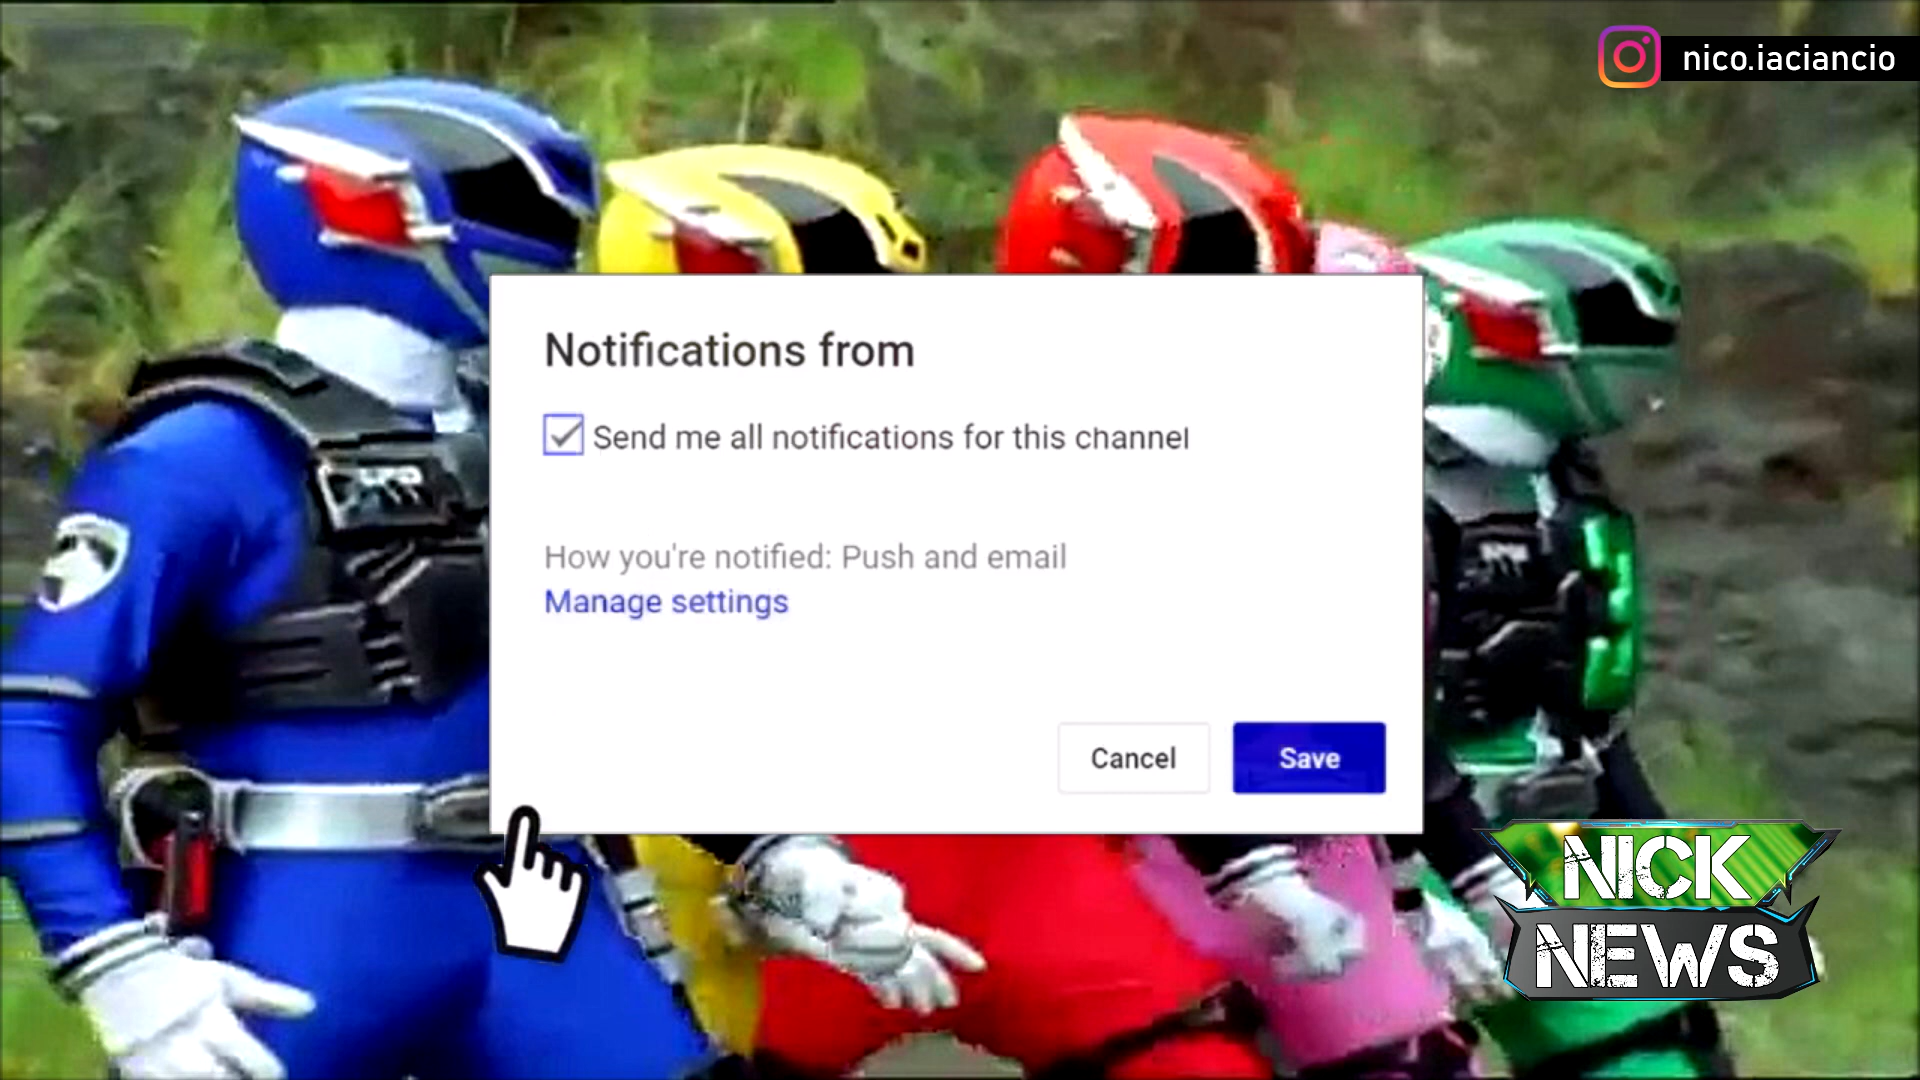 nico.iaciancio
Notifications from
Send me all notifications for this channel
How you're notified: Push and email
Manage settings
Cancel
Save
NICK
NEWS